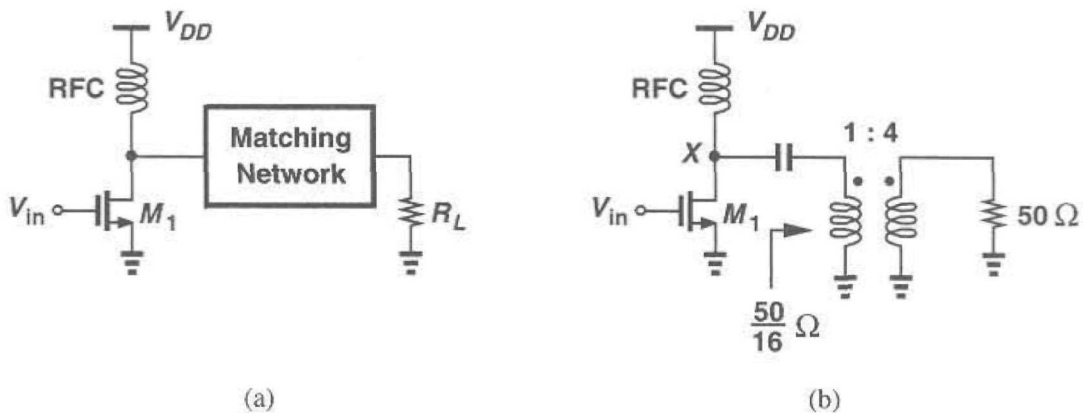 V_DD
RFC
Matching
Network
V_in
M_1
R_L
(a)
V_DD
RFC
1 : 4
X
V_in
M_1
50 Ω
50/16 Ω
(b)